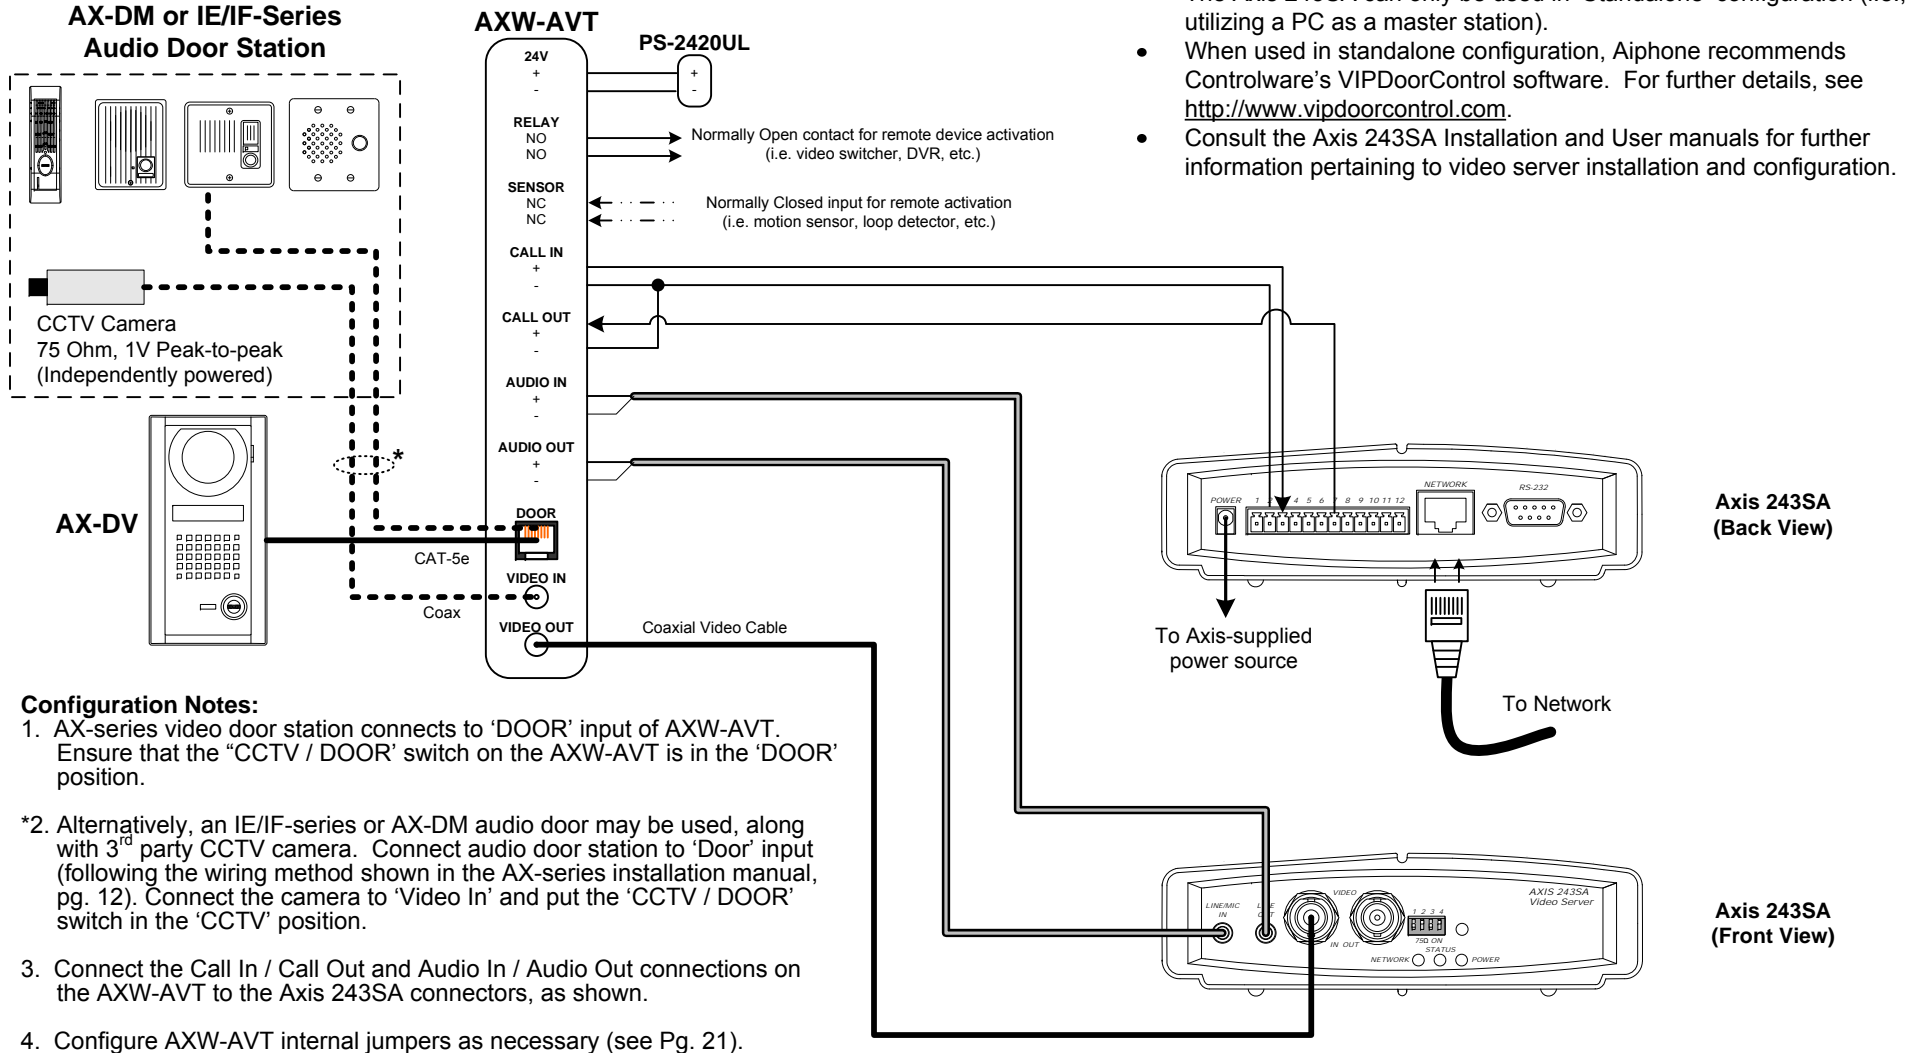 AX-DM or IE/IF-Series
Audio Door Station
CCTV Camera
75 Ohm, 1V Peak-to-peak
(Independently powered)
AX-DV
*
CAT-5e
Coax
AXW-AVT
24V
+
-
RELAY
NO
NO
SENSOR
NC
NC
CALL IN
+
-
CALL OUT
+
-
AUDIO IN
+
-
AUDIO OUT
+
-
DOOR
VIDEO IN
VIDEO OUT
PS-2420UL
+
-
Normally Open contact for remote device activation
(i.e. video switcher, DVR, etc.)
Normally Closed input for remote activation
(i.e. motion sensor, loop detector, etc.)
Coaxial Video Cable
utilizing a PC as a master station).
• When used in standalone configuration, Aiphone recommends
Controlware's VIPDoorControl software. For further details, see
http://www.vipdoorcontrol.com.
• Consult the Axis 243SA Installation and User manuals for further
information pertaining to video server installation and configuration.
POWER
1 2 4 5 6 7 8 9 10 11 12
NETWORK
RS-232
Axis 243SA
(Back View)
To Axis-supplied
power source
To Network
LINE/MIC
IN
LINE
OUT
VIDEO
IN OUT
1 2 3 4
75Ω ON
STATUS
NETWORK
POWER
AXIS 243SA
Video Server
Axis 243SA
(Front View)
Configuration Notes:
1. AX-series video door station connects to ‘DOOR’ input of AXW-AVT.
Ensure that the “CCTV / DOOR’ switch on the AXW-AVT is in the ‘DOOR’
position.
*2. Alternatively, an IE/IF-series or AX-DM audio door may be used, along
with 3rd party CCTV camera. Connect audio door station to ‘Door’ input
(following the wiring method shown in the AX-series installation manual,
pg. 12). Connect the camera to ‘Video In’ and put the ‘CCTV / DOOR’
switch in the ‘CCTV’ position.
3. Connect the Call In / Call Out and Audio In / Audio Out connections on
the AXW-AVT to the Axis 243SA connectors, as shown.
4. Configure AXW-AVT internal jumpers as necessary (see Pg. 21).